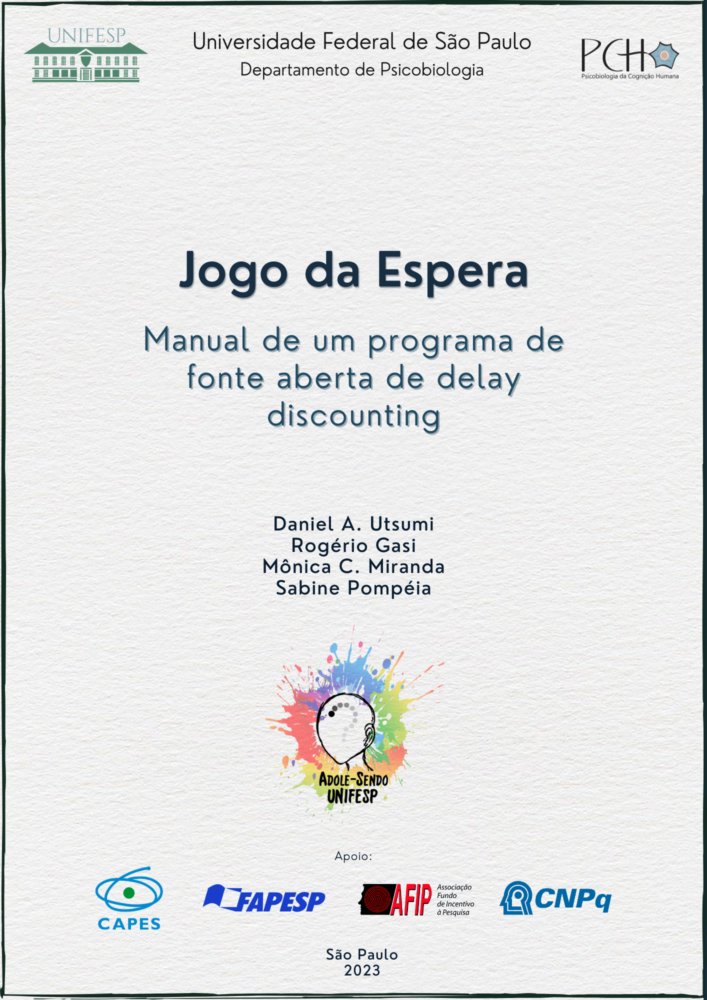 UNIFESP
Universidade Federal de São Paulo
Departamento de Psicobiologia
PCH
Psicobiologia da Cognição Humana
Jogo da Espera
Manual de um programa de
fonte aberta de delay
discounting
Daniel A. Utsumi
Rogério Gasi
Mônica C. Miranda
Sabine Pompéia
ADOLE-SENDO
UNIFESP
Apoio:
CAPES
FAPESP
AFIP
Associação
Fundo
de Incentivo
à Pesquisa
CNPq
São Paulo
2023